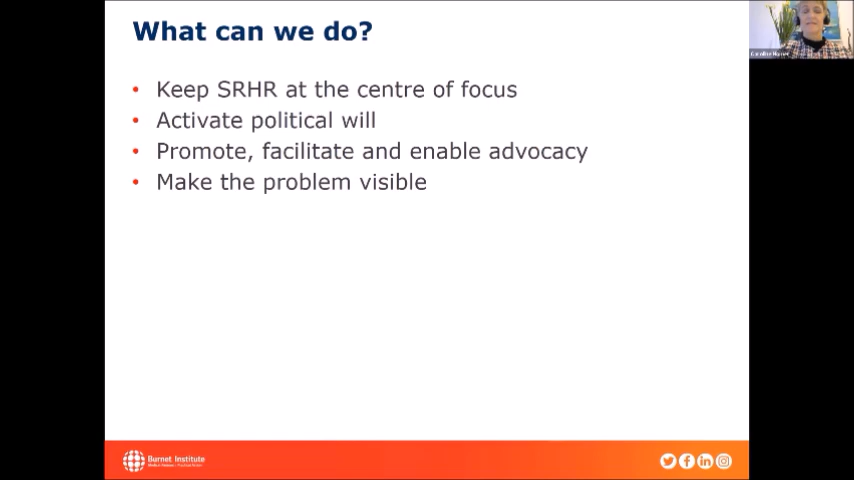 What can we do?
• Keep SRHR at the centre of focus
• Activate political will
• Promote, facilitate and enable advocacy
• Make the problem visible
Burnet Institute